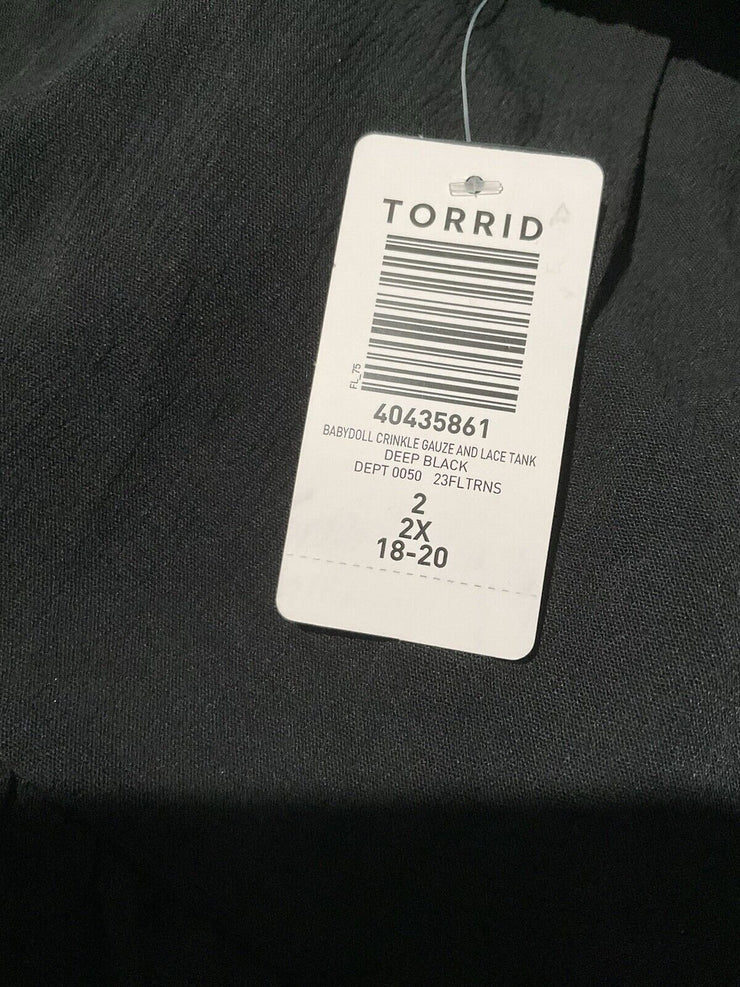 TORRID
FL_75
40435861
BABYDOLL CRINKLE GAUZE AND LACE TANK
DEEP BLACK
DEPT 0050 23FLTRNS
2
2X
18-20